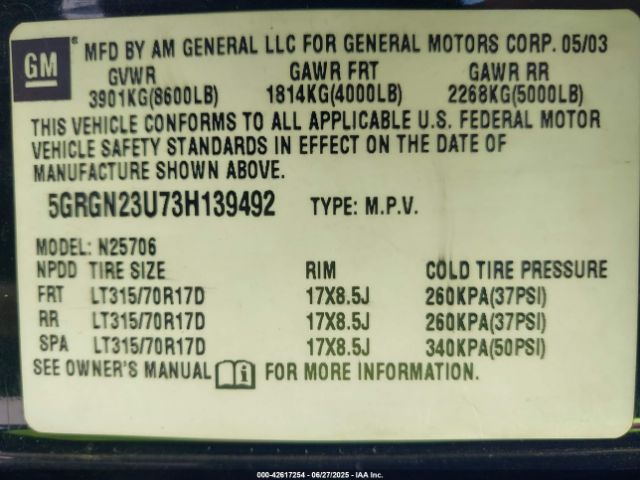 GM® MFD BY AM GENERAL LLC FOR GENERAL MOTORS CORP. 05/03
GVWR GAWR FRT GAWR RR
3901KG(8600LB) 1814KG(4000LB) 2268KG(5000LB)
THIS VEHICLE CONFORMS TO ALL APPLICABLE U.S. FEDERAL MOTOR
VEHICLE SAFETY STANDARDS IN EFFECT ON THE DATE OF
MANUFACTURE SHOWN ABOVE.
5GRGN23U73H139492 TYPE: M.P.V.
MODEL: N25706
NPDD TIRE SIZE RIM COLD TIRE PRESSURE
FRT LT315/70R17D 17X8.5J 260KPA(37PSI)
RR LT315/70R17D 17X8.5J 260KPA(37PSI)
SPA LT315/70R17D 17X8.5J 340KPA(50PSI)
SEE OWNER'S MANUAL i FOR MORE INFORMATION.
000-42617254 - 06/27/2025 - IAA Inc.